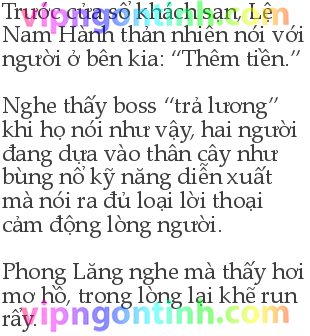 Trước cửa sổ khách sạn, Lệ
Nam Hành thản nhiên nói với
người ở bên kia: “Thêm tiền.”
Nghe thấy boss “trả lương”
khi họ nói như vậy, hai người
đang dựa vào thân cây như
bùng nổ kỹ năng diễn xuất
mà nói ra đủ loại lời thoại
cảm động lòng người.
Phong Lăng nghe mà thấy hơi
mơ hồ, trong lòng lại khẽ run
rẩy.
vipngontinh.com
vipngontinh.com